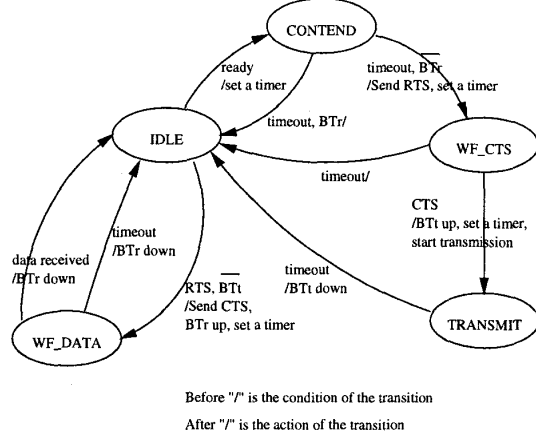 CONTEND
ready
/set a timer
timeout, B̅T̅r̅
/Send RTS, set a timer
timeout, BTr/
IDLE
WF_CTS
timeout/
CTS
/BTt up, set a timer,
start transmission
data received
/BTr down
timeout
/BTr down
RTS, B̅T̅t̅
/Send CTS,
BTr up, set a timer
timeout
/BTt down
WF_DATA
TRANSMIT
Before "/" is the condition of the transition
After "/" is the action of the transition